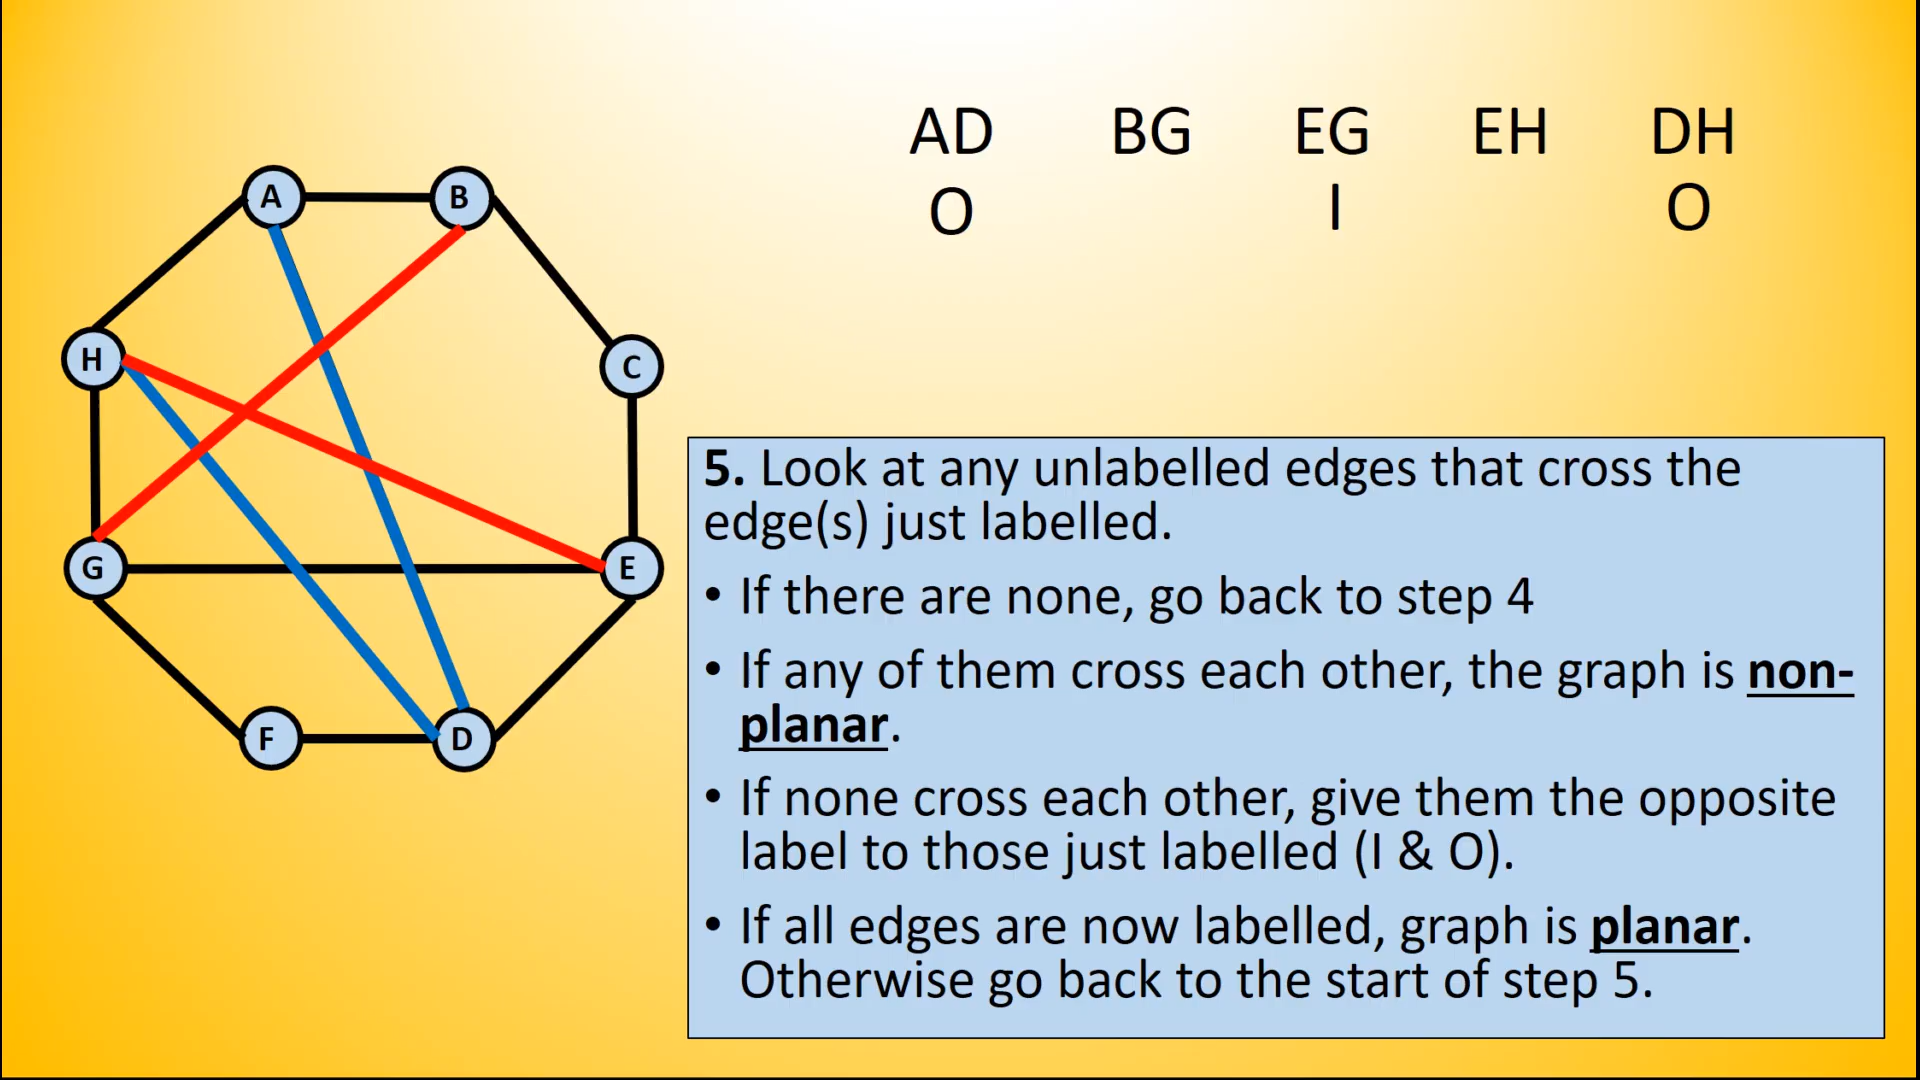 AD BG EG EH DH
O I O
A B
H C
G E
F D
5. Look at any unlabelled edges that cross the
edge(s) just labelled.
• If there are none, go back to step 4
• If any of them cross each other, the graph is non-
planar.
• If none cross each other, give them the opposite
label to those just labelled (I & O).
• If all edges are now labelled, graph is planar.
Otherwise go back to the start of step 5.